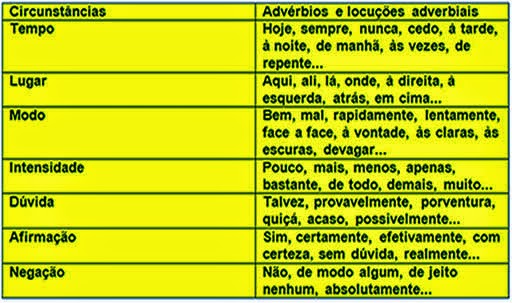 Circunstâncias
Advérbios e locuções adverbiais
Tempo
Hoje, sempre, nunca, cedo, à tarde,
à noite, de manhã, às vezes, de
repente...
Lugar
Aqui, ali, lá, onde, à direita, à
esquerda, atrás, em cima...
Modo
Bem, mal, rapidamente, lentamente,
face a face, à vontade, às claras, às
escuras, devagar...
Intensidade
Pouco, mais, menos, apenas,
bastante, de todo, demais, muito...
Dúvida
Talvez, provavelmente, porventura,
quiçá, acaso, possivelmente...
Afirmação
Sim, certamente, efetivamente, com
certeza, sem dúvida, realmente...
Negação
Não, de modo algum, de jeito
nenhum, absolutamente...